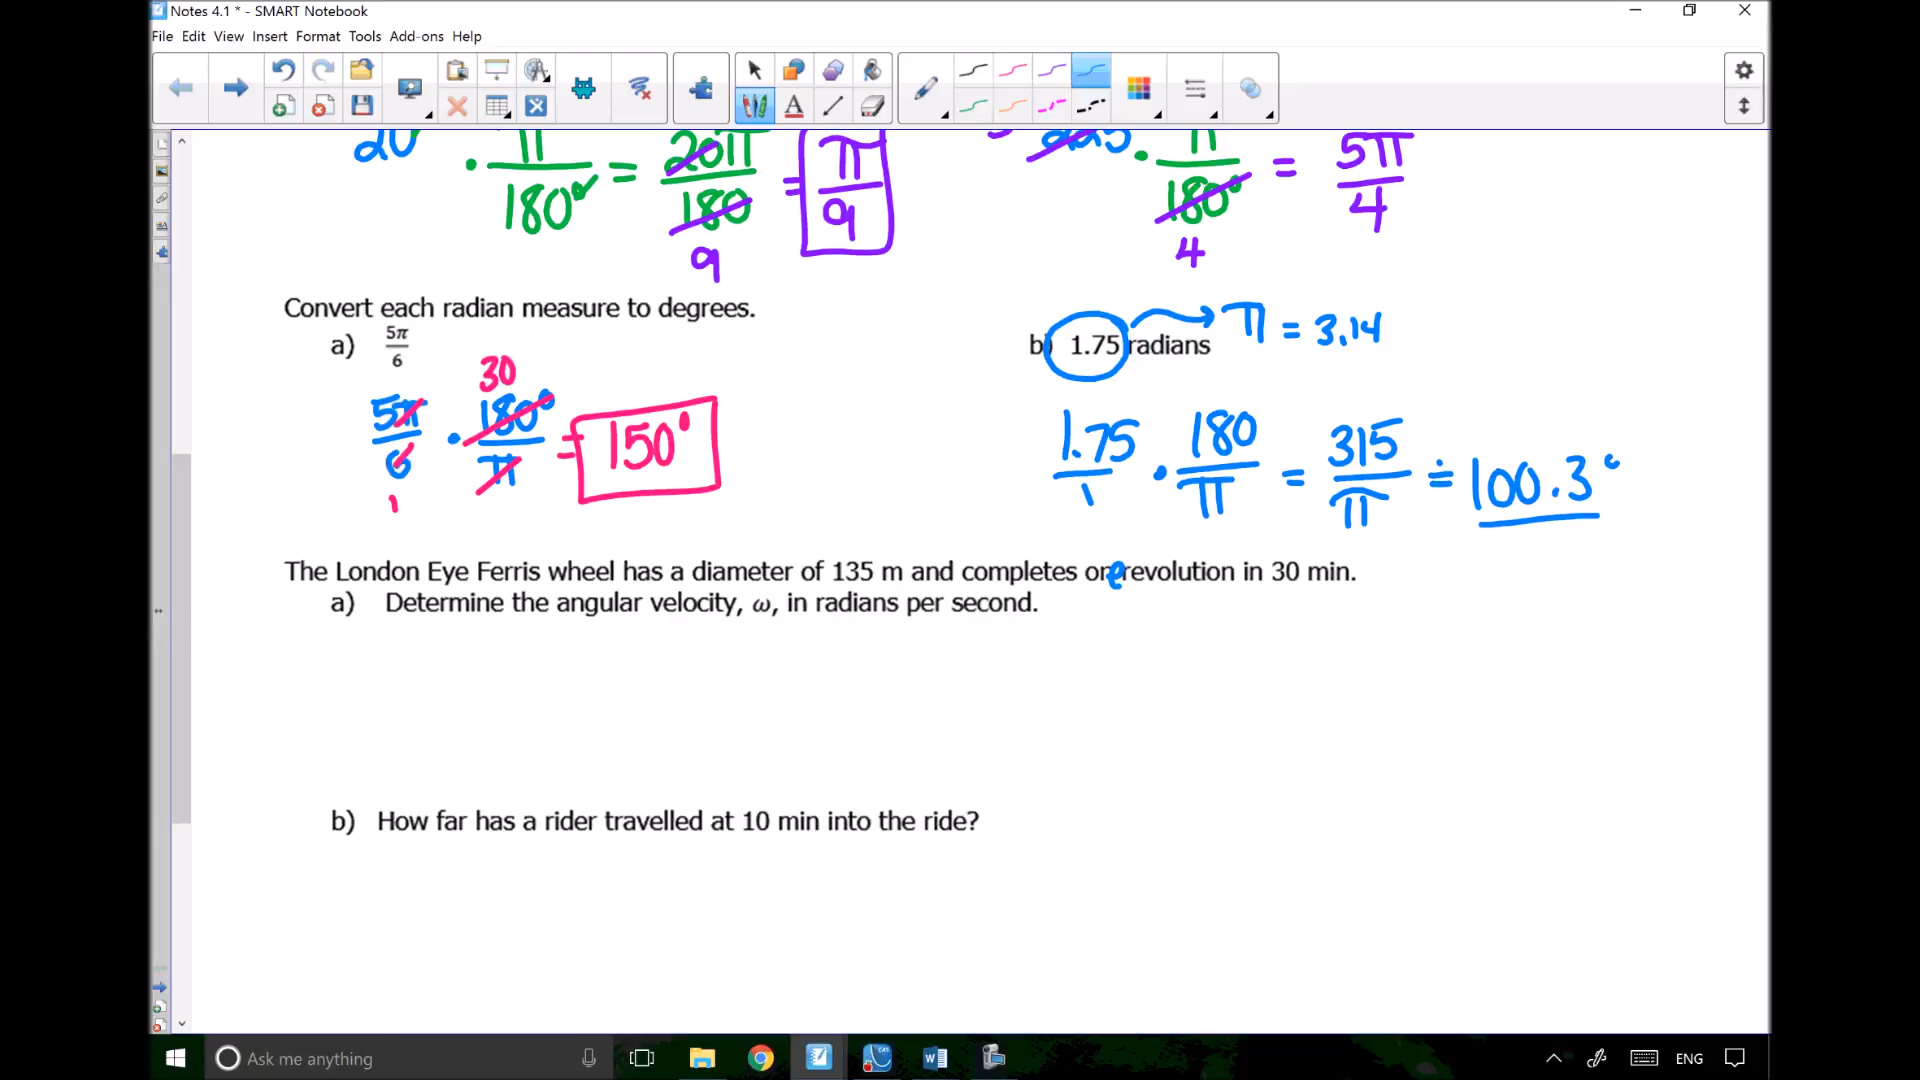 Notes 4.1 * - SMART Notebook
File Edit View Insert Format Tools Add-ons Help
20 · π/180° = 20π/180 = π/9
9
225 · π/180° = 5π/4
4
Convert each radian measure to degrees.
a) 5π/6
b) 1.75 radians → π = 3.14
30
5π/6 · 180°/π = 150°
1
1.75/1 · 180/π = 315/π ≐ 100.3°
The London Eye Ferris wheel has a diameter of 135 m and completes one revolution in 30 min.
a) Determine the angular velocity, ω, in radians per second.
b) How far has a rider travelled at 10 min into the ride?
Ask me anything
ENG